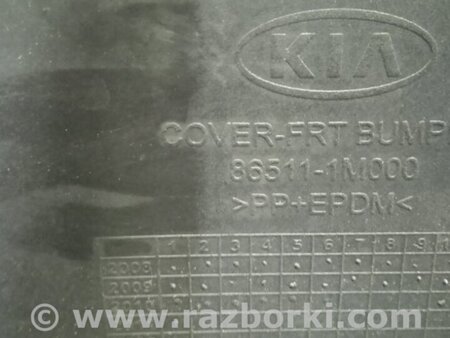 KIA
COVER-FRT BUMP
86511-1M000
>PP+EPDM<
1 2 3 4 5 6 7 8 9 1
2008
2009
© www.razborki.com